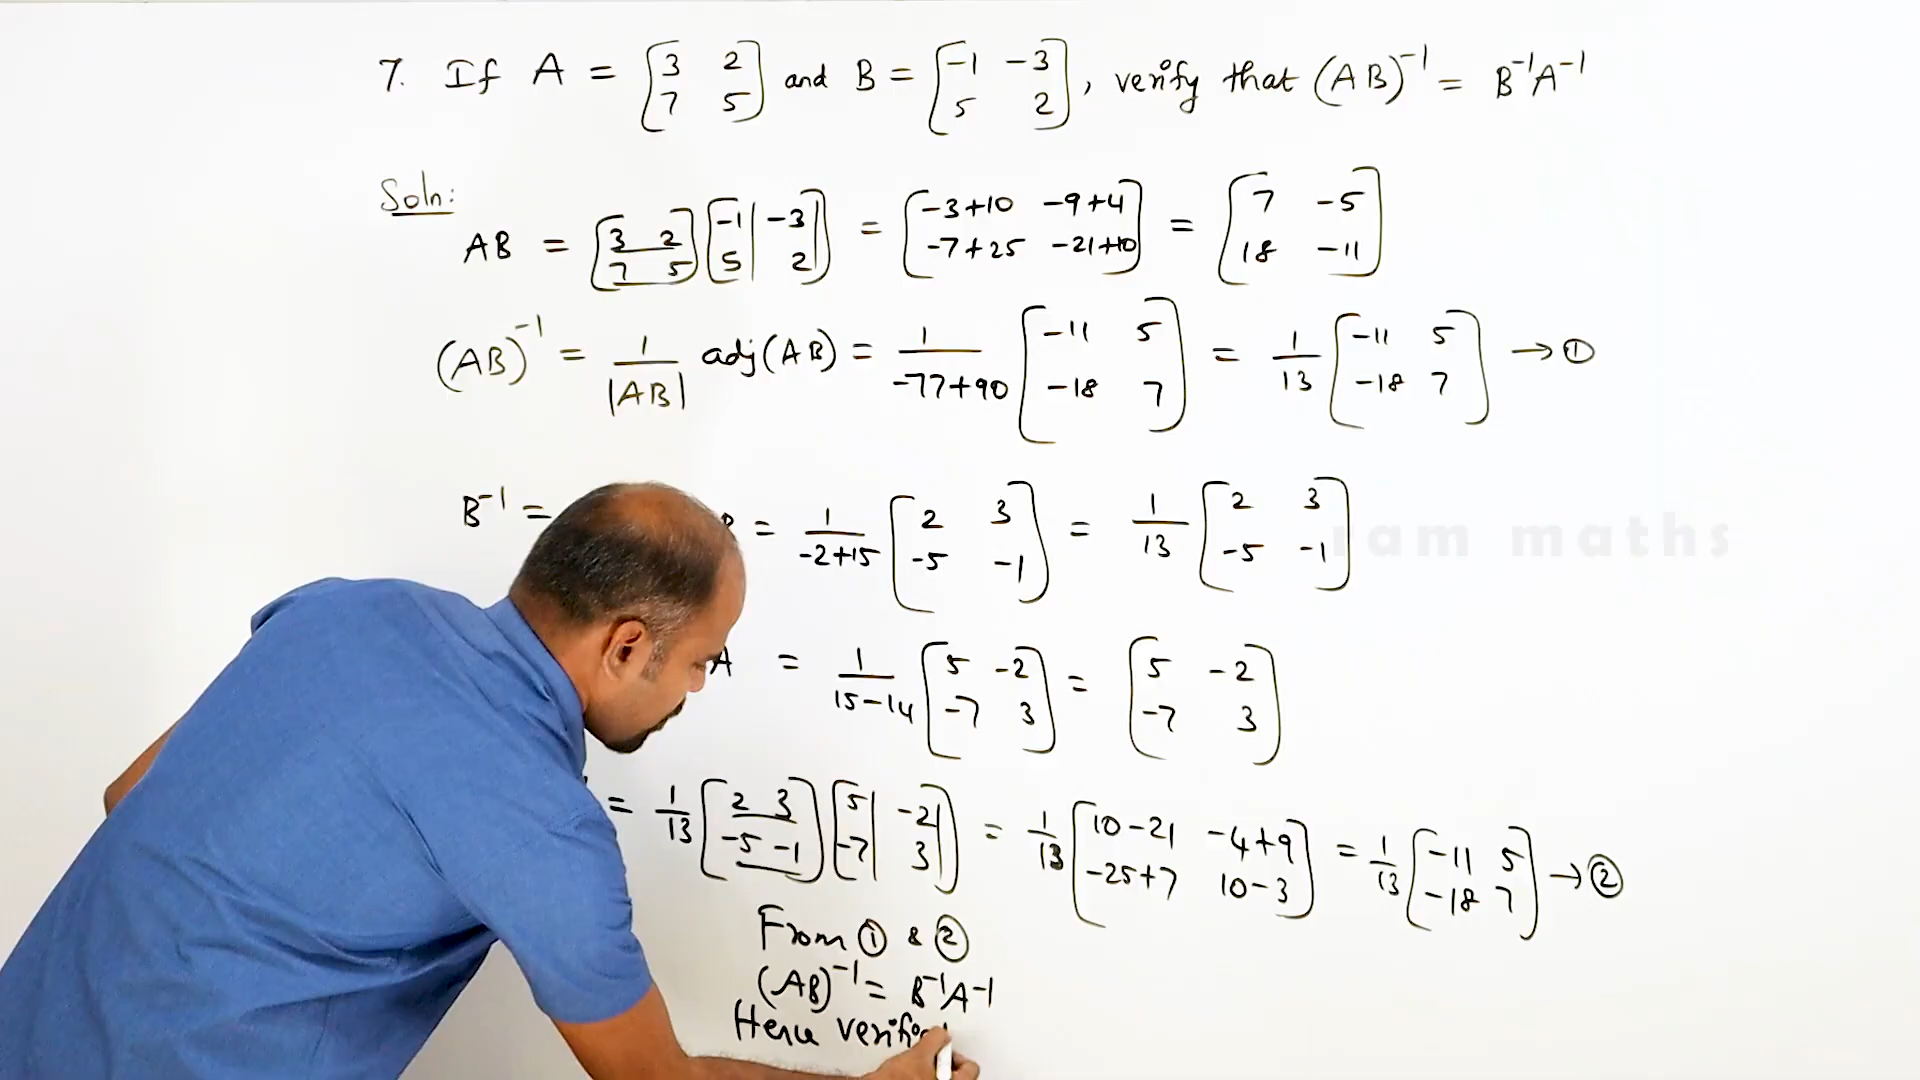 7. If A = [3 2 7 5] and B = [-1 -3 5 2], verify that (AB)⁻¹ = B⁻¹A⁻¹
Soln:
AB = [3 2 7 5] [-1 -3 5 2] = [-3+10 -9+4 -7+25 -21+10] = [7 -5 18 -11]
(AB)⁻¹ = 1/|AB| adj(AB) = 1/-77+90 [-11 5 -18 7] = 1/13 [-11 5 -18 7] → ①
B⁻¹ = = 1/-2+15 [2 3 -5 -1] = 1/13 [2 3 -5 -1]
ram maths
A = 1/15-14 [5 -2 -7 3] = [5 -2 -7 3]
= 1/13 [2 3 -5 -1] [5 -2 -7 3] = 1/13 [10-21 -4+9 -25+7 10-3] = 1/13 [-11 5 -18 7] → ②
From ① & ②
(AB)⁻¹ = B⁻¹A⁻¹
Hence